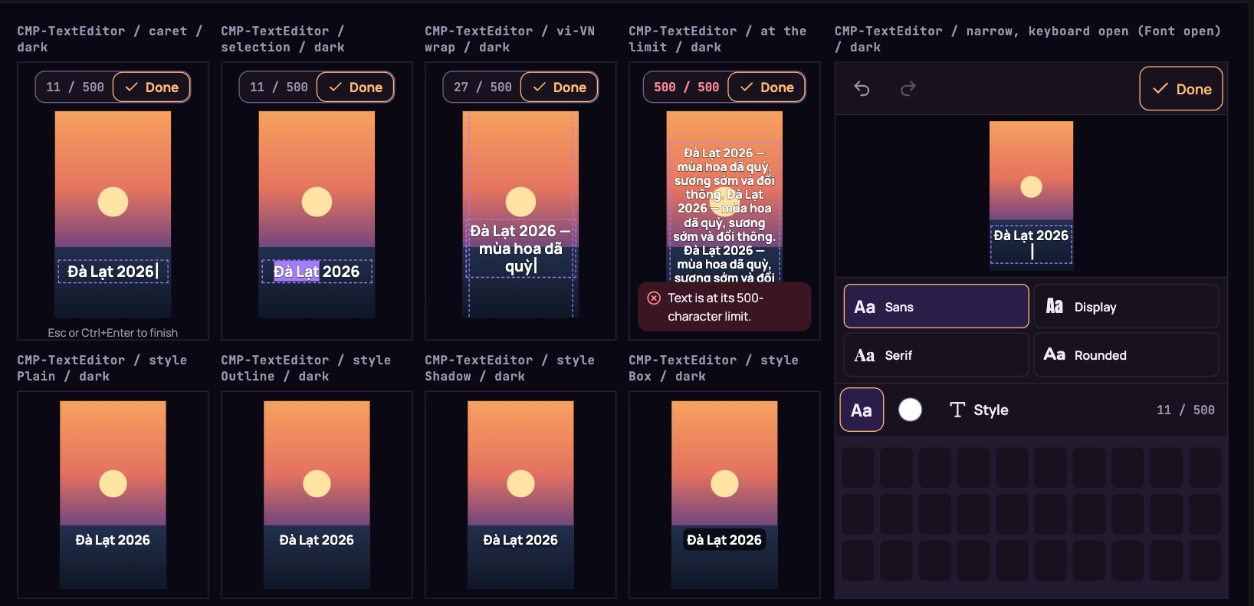 CMP-TextEditor / caret /
dark
11 / 500
Done
Đà Lạt 2026
Esc or Ctrl+Enter to finish
CMP-TextEditor /
selection / dark
11 / 500
Done
Đà Lạt 2026
CMP-TextEditor / vi-VN
wrap / dark
27 / 500
Done
Đà Lạt 2026 –
mùa hoa dã
quỳ
CMP-TextEditor / at the
limit / dark
500 / 500
Done
Đà Lạt 2026 –
mùa hoa dã quỳ,
sương sớm và đồi
thông. Đà Lạt
2026 – mùa hoa
dã quỳ, sương
sớm và đồi thông.
Đà Lạt 2026 –
mùa hoa dã quỳ,
sương sớm và đồi
Text is at its 500-
character limit.
CMP-TextEditor / narrow, keyboard open (Font open)
/ dark
Done
Đà Lạt 2026
Aa Sans
Aa Display
Aa Serif
Aa Rounded
Aa
Style
11 / 500
CMP-TextEditor / style
Plain / dark
Đà Lạt 2026
CMP-TextEditor / style
Outline / dark
Đà Lạt 2026
CMP-TextEditor / style
Shadow / dark
Đà Lạt 2026
CMP-TextEditor / style
Box / dark
Đà Lạt 2026